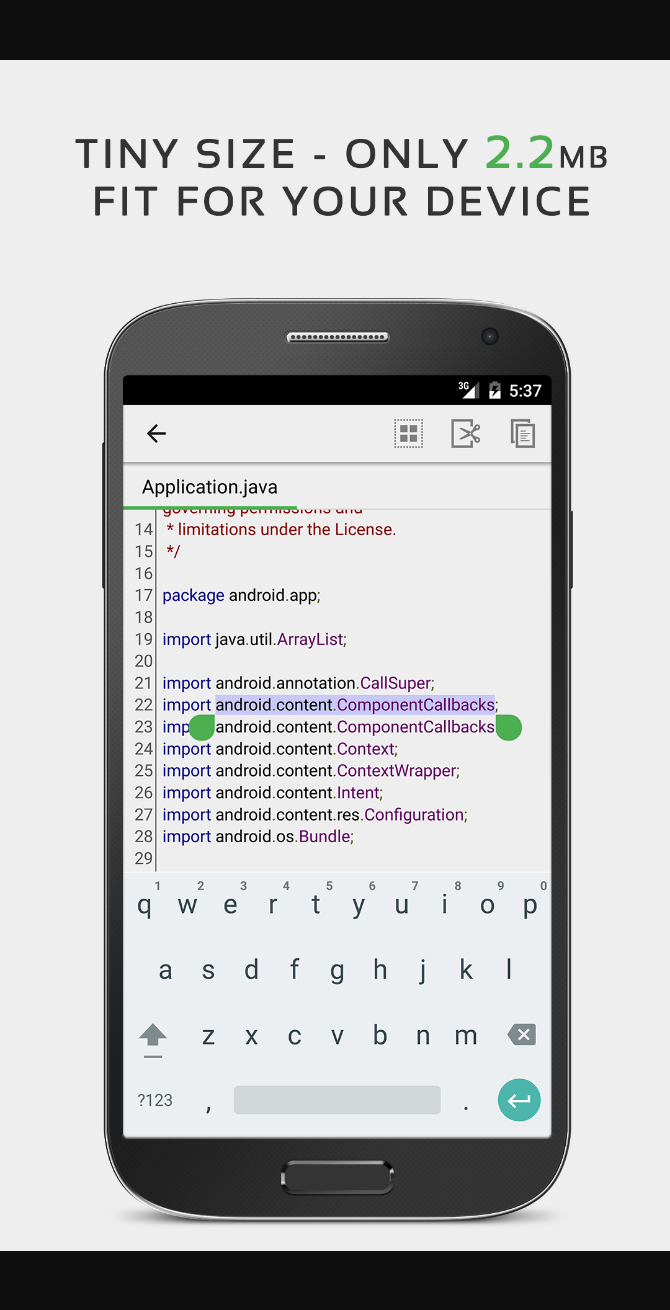 TINY SIZE - ONLY 2.2MB
FIT FOR YOUR DEVICE
3G 5:37
Application.java
governing permissions and
14 * limitations under the License.
15 */
16
17 package android.app;
18
19 import java.util.ArrayList;
20
21 import android.annotation.CallSuper;
22 import android.content.ComponentCallbacks;
23 imp android.content.ComponentCallbacks
24 import android.content.Context;
25 import android.content.ContextWrapper;
26 import android.content.Intent;
27 import android.content.res.Configuration;
28 import android.os.Bundle;
29
1 2 3 4 5 6 7 8 9 0
q w e r t y u i o p
a s d f g h j k l
z x c v b n m
?123 , .